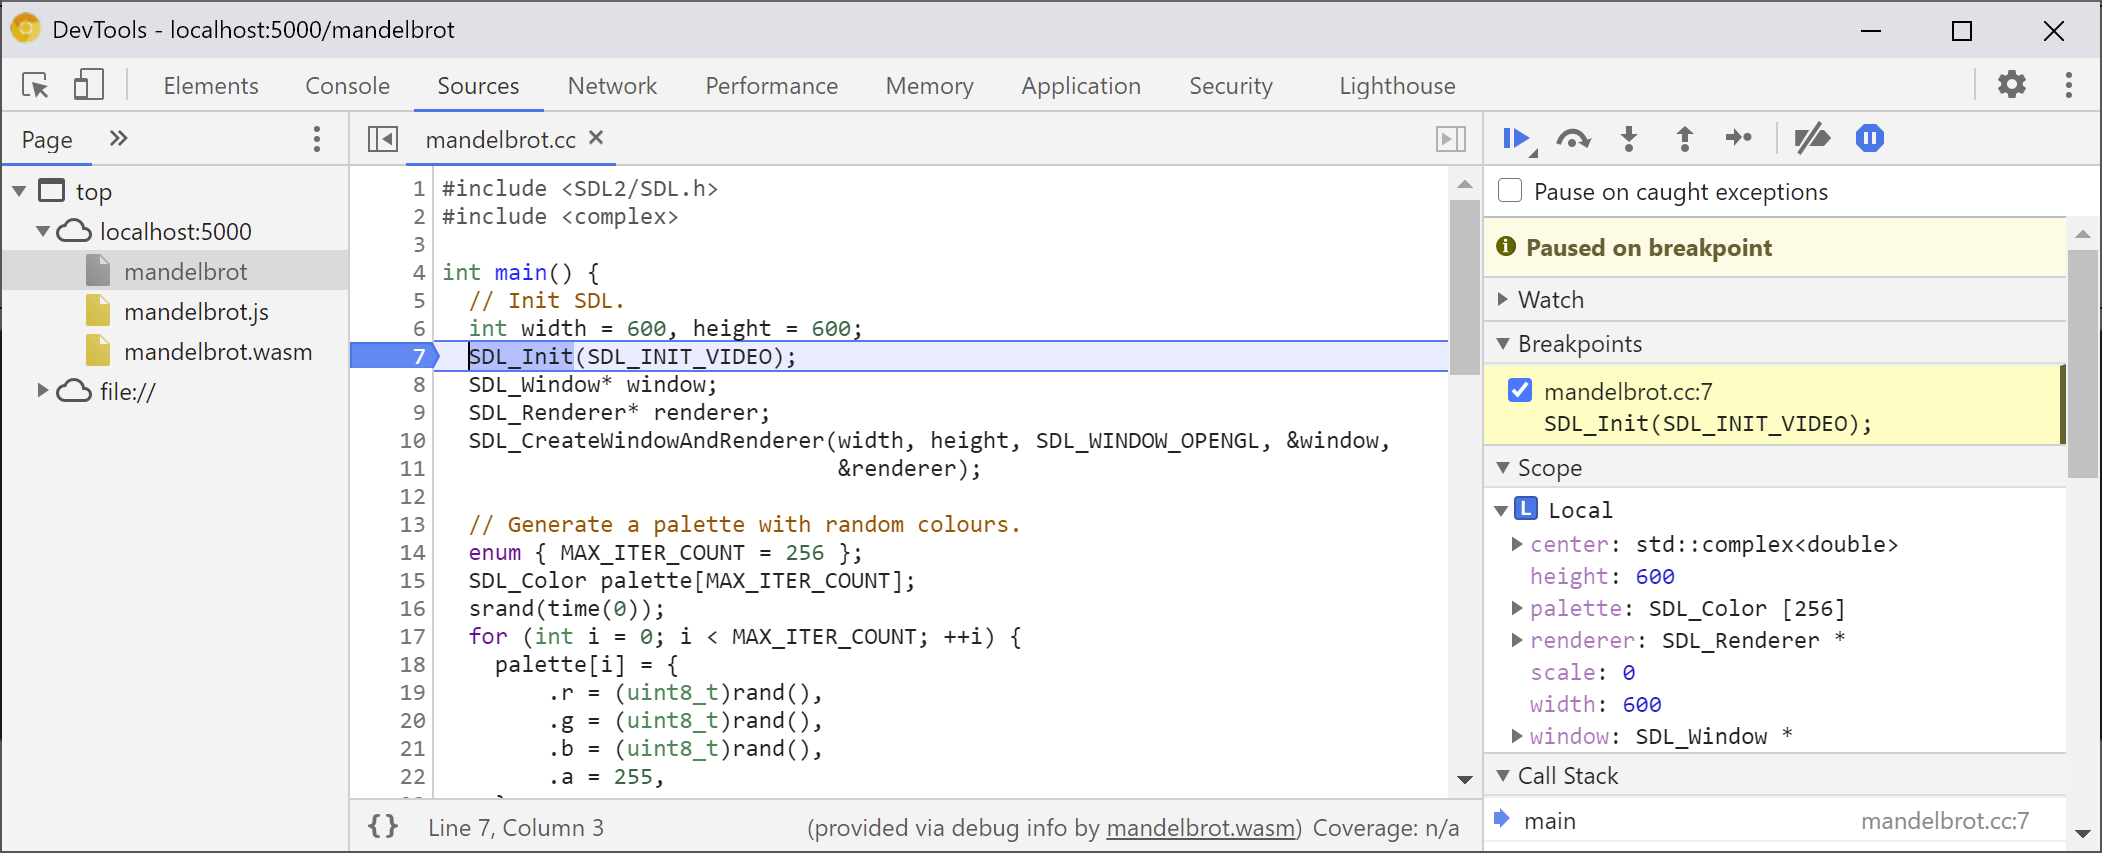 DevTools - localhost:5000/mandelbrot
Elements Console Sources Network Performance Memory Application Security Lighthouse
Page
top
localhost:5000
mandelbrot
mandelbrot.js
mandelbrot.wasm
file://
mandelbrot.cc
1 #include <SDL2/SDL.h>
2 #include <complex>
3
4 int main() {
5 // Init SDL.
6 int width = 600, height = 600;
7 SDL_Init(SDL_INIT_VIDEO);
8 SDL_Window* window;
9 SDL_Renderer* renderer;
10 SDL_CreateWindowAndRenderer(width, height, SDL_WINDOW_OPENGL, &window,
11 &renderer);
12
13 // Generate a palette with random colours.
14 enum { MAX_ITER_COUNT = 256 };
15 SDL_Color palette[MAX_ITER_COUNT];
16 srand(time(0));
17 for (int i = 0; i < MAX_ITER_COUNT; ++i) {
18 palette[i] = {
19 .r = (uint8_t)rand(),
20 .g = (uint8_t)rand(),
21 .b = (uint8_t)rand(),
22 .a = 255,
{} Line 7, Column 3 (provided via debug info by mandelbrot.wasm) Coverage: n/a
Pause on caught exceptions
Paused on breakpoint
Watch
Breakpoints
mandelbrot.cc:7
SDL_Init(SDL_INIT_VIDEO);
Scope
L Local
center: std::complex<double>
height: 600
palette: SDL_Color [256]
renderer: SDL_Renderer *
scale: 0
width: 600
window: SDL_Window *
Call Stack
main mandelbrot.cc:7